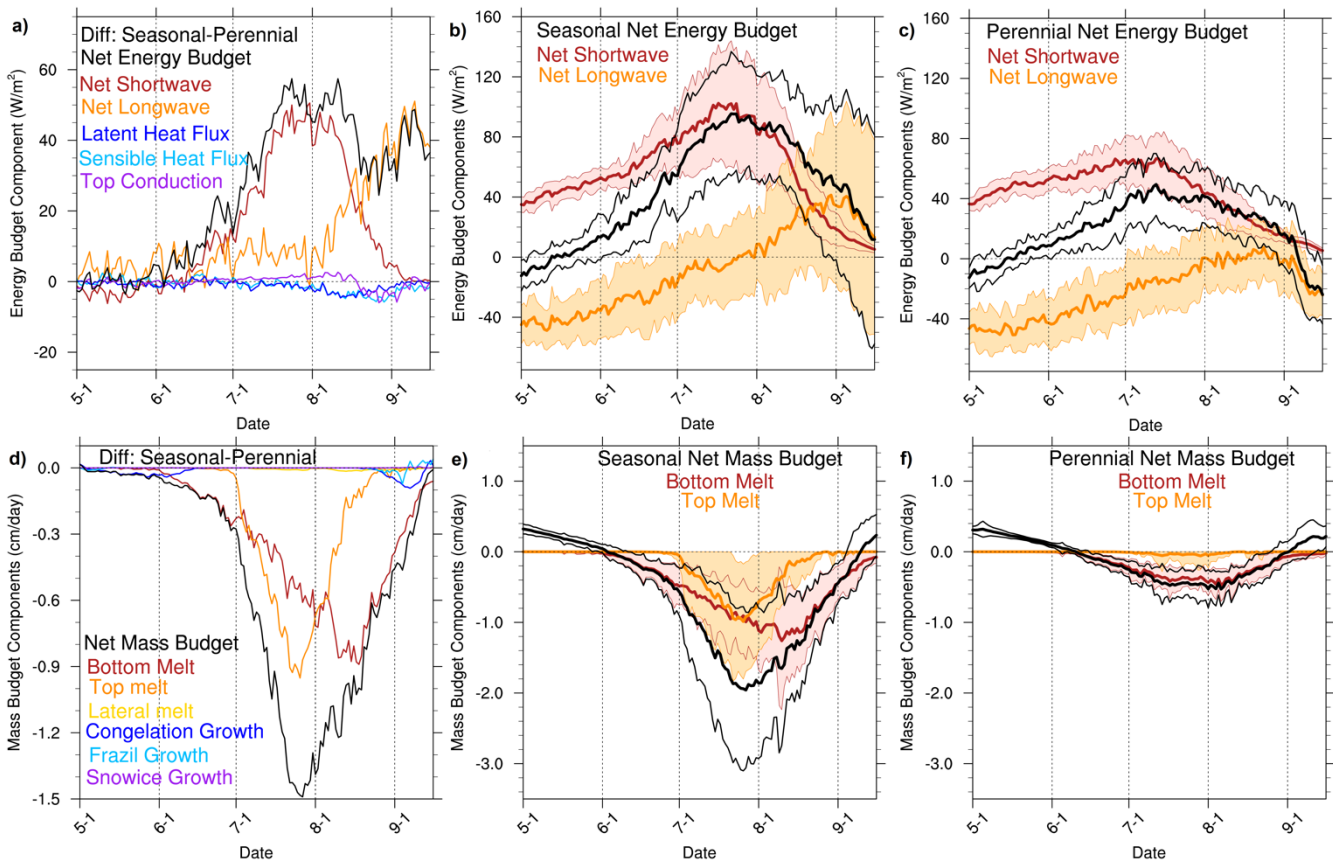 a)
Diff: Seasonal-Perennial
Net Energy Budget
Net Shortwave
Net Longwave
Latent Heat Flux
Sensible Heat Flux
Top Conduction
Energy Budget Components (W/m²)
60
40
20
0
-20
5-1
6-1
7-1
8-1
9-1
Date
b)
Seasonal Net Energy Budget
Net Shortwave
Net Longwave
Energy Budget Components (W/m²)
160
120
80
40
0
-40
5-1
6-1
7-1
8-1
9-1
Date
c)
Perennial Net Energy Budget
Net Shortwave
Net Longwave
Energy Budget Components (W/m²)
160
120
80
40
0
-40
5-1
6-1
7-1
8-1
9-1
Date
d)
Diff: Seasonal-Perennial
Net Mass Budget
Bottom Melt
Top melt
Lateral melt
Congelation Growth
Frazil Growth
Snowice Growth
Mass Budget Components (cm/day)
0.0
-0.3
-0.6
-0.9
-1.2
-1.5
5-1
6-1
7-1
8-1
9-1
Date
e)
Seasonal Net Mass Budget
Bottom Melt
Top Melt
Mass Budget Components (cm/day)
1.0
0.0
-1.0
-2.0
-3.0
5-1
6-1
7-1
8-1
9-1
Date
f)
Perennial Net Mass Budget
Bottom Melt
Top Melt
Mass Budget Components (cm/day)
1.0
0.0
-1.0
-2.0
-3.0
5-1
6-1
7-1
8-1
9-1
Date